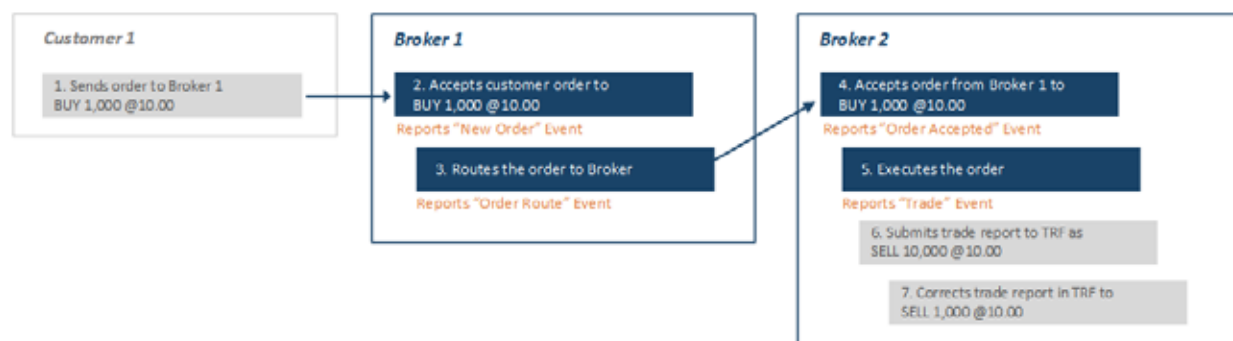 Customer 1
1. Sends order to Broker 1
BUY 1,000 @10.00
Broker 1
2. Accepts customer order to
BUY 1,000 @10.00
Reports "New Order" Event
3. Routes the order to Broker
Reports "Order Route" Event
Broker 2
4. Accepts order from Broker 1 to
BUY 1,000 @10.00
Reports "Order Accepted" Event
5. Executes the order
Reports "Trade" Event
6. Submits trade report to TRF as
SELL 10,000 @10.00
7. Corrects trade report in TRF to
SELL 1,000 @10.00